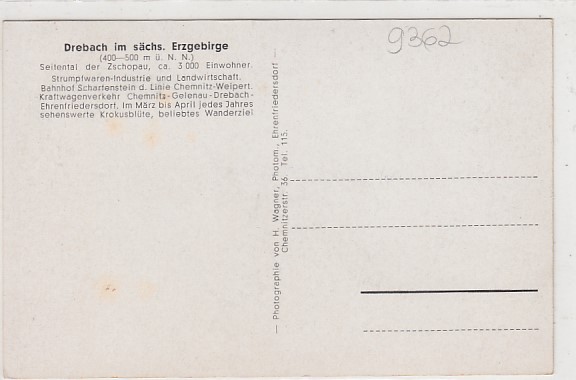 Drebach im sächs. Erzgebirge
(400—500 m ü. N. N.)
Seitental der Zschopau, ca. 3 000 Einwohner.
Strumpfwaren-Industrie und Landwirtschaft.
Bahnhof Scharfenstein d. Linie Chemnitz-Weipert.
Kraftwagenverkehr Chemnitz-Gelenau-Drebach-
Ehrenfriedersdorf. Im März bis April jedes Jahres
sehenswerte Krokusblüte, beliebtes Wanderziel
9362
— Photographie von H. Wagner, Photom., Ehrenfriedersdorf —
Chemnitzerstr. 36 Tel. 115.